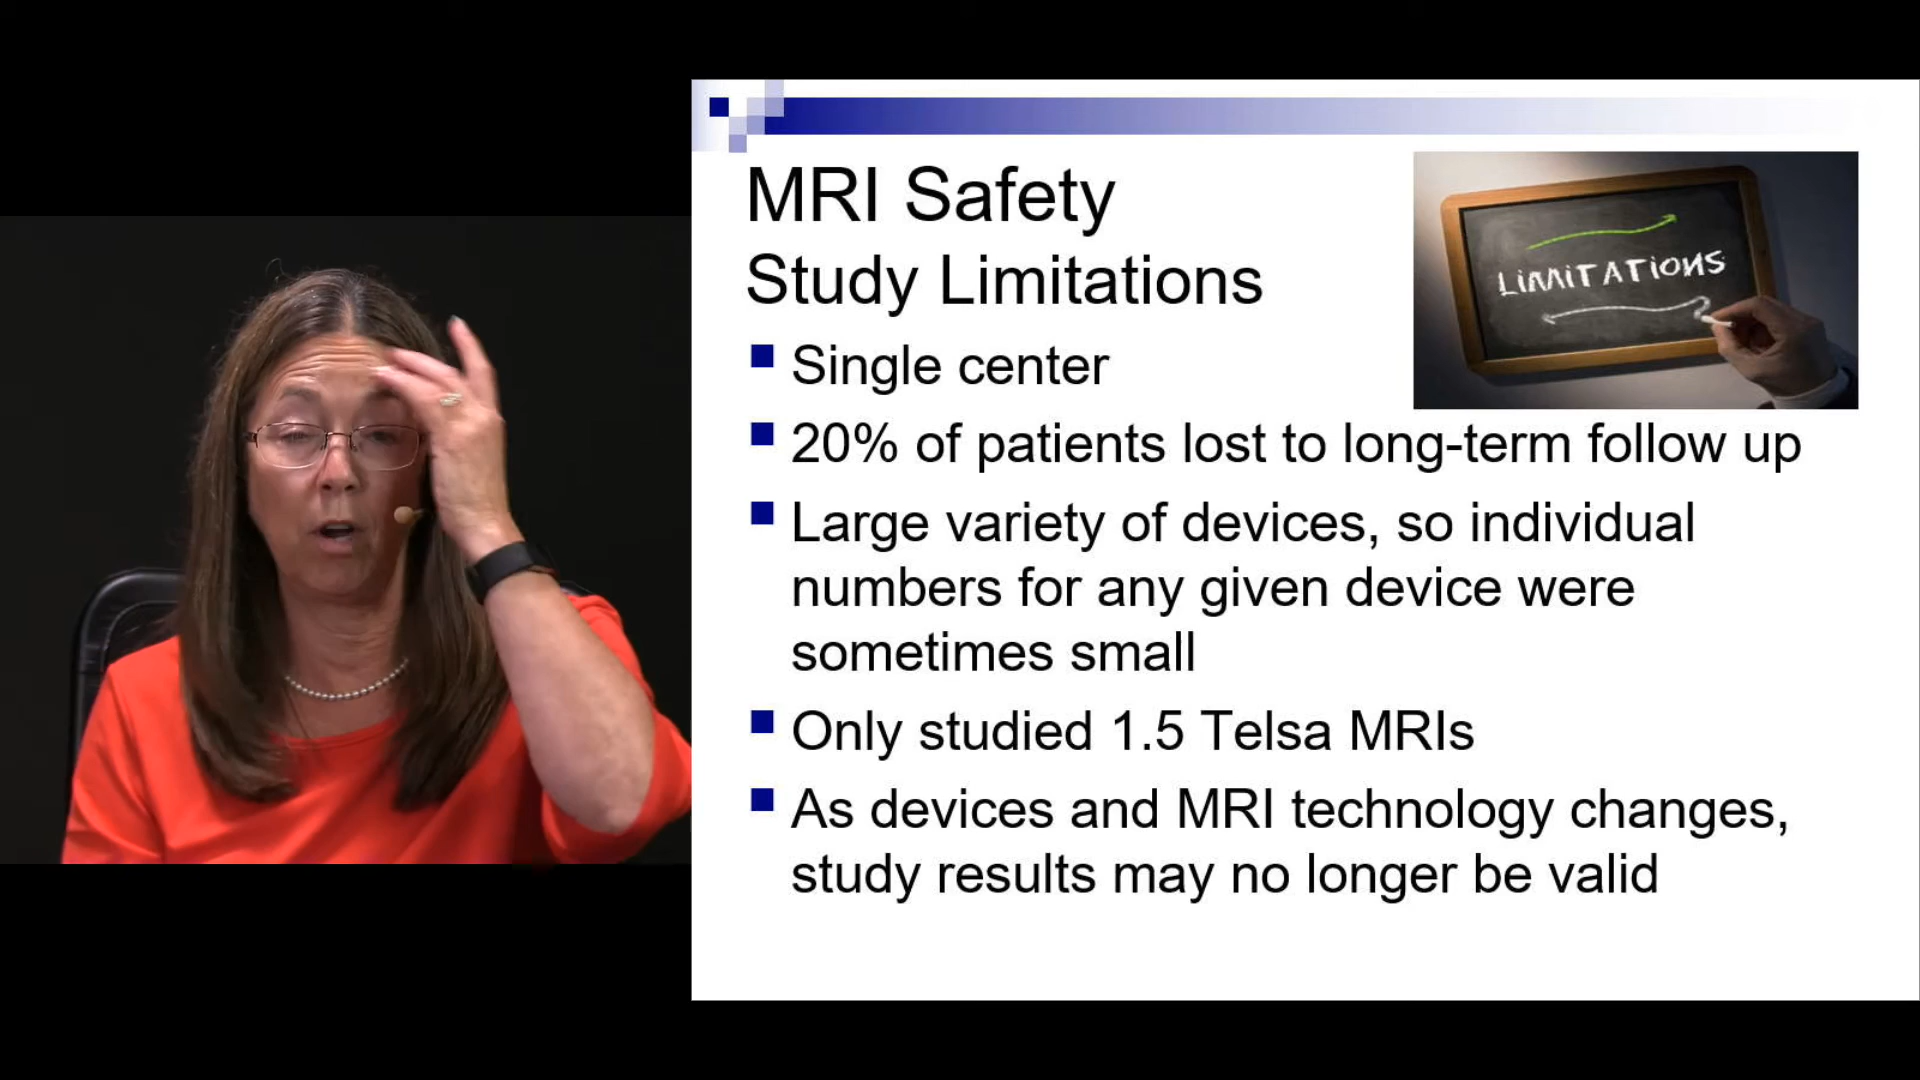 MRI Safety
Study Limitations
LIMITATIONS
Single center
20% of patients lost to long-term follow up
Large variety of devices, so individual
numbers for any given device were
sometimes small
Only studied 1.5 Telsa MRIs
As devices and MRI technology changes,
study results may no longer be valid